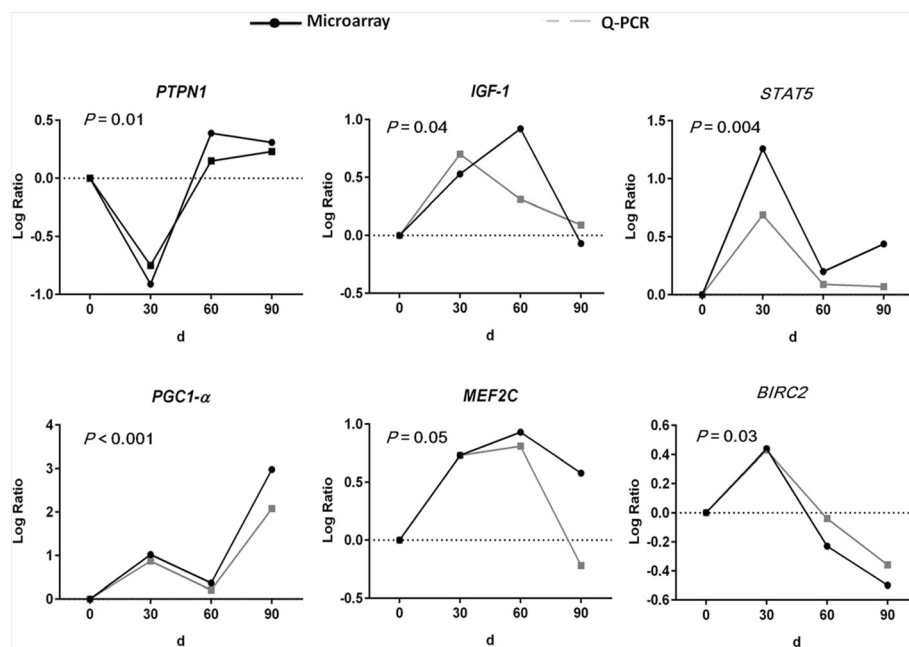 Microarray Q-PCR
PTPN1
P = 0.01
Log Ratio
0.5
0.0
-0.5
-1.0
0 30 60 90
d
IGF-1
P = 0.04
Log Ratio
1.0
0.5
0.0
-0.5
0 30 60 90
d
STAT5
P = 0.004
Log Ratio
1.5
1.0
0.5
0.0
0 30 60 90
d
PGC1-α
P < 0.001
Log Ratio
4
3
2
1
0
0 30 60 90
d
MEF2C
P = 0.05
Log Ratio
1.0
0.5
0.0
-0.5
0 30 60 90
d
BIRC2
P = 0.03
Log Ratio
0.6
0.4
0.2
0.0
-0.2
-0.4
-0.6
0 30 60 90
d